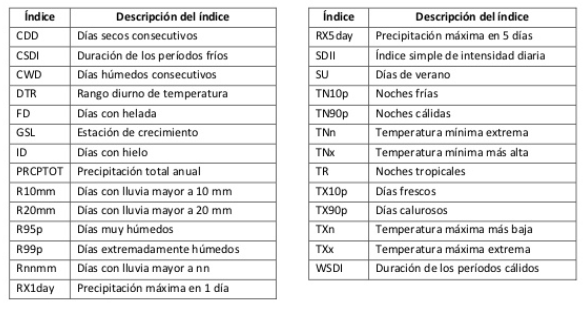 Índice Descripción del índice
CDD Días secos consecutivos
CSDI Duración de los períodos fríos
CWD Días húmedos consecutivos
DTR Rango diurno de temperatura
FD Días con helada
GSL Estación de crecimiento
ID Días con hielo
PRCPTOT Precipitación total anual
R10mm Días con lluvia mayor a 10 mm
R20mm Días con lluvia mayor a 20 mm
R95p Días muy húmedos
R99p Días extremadamente húmedos
Rnnmm Días con lluvia mayor a nn
RX1day Precipitación máxima en 1 día
Índice Descripción del índice
RX5day Precipitación máxima en 5 días
SDII Índice simple de intensidad diaria
SU Días de verano
TN10p Noches frías
TN90p Noches cálidas
TNn Temperatura mínima extrema
TNx Temperatura mínima más alta
TR Noches tropicales
TX10p Días frescos
TX90p Días calurosos
TXn Temperatura máxima más baja
TXx Temperatura máxima extrema
WSDI Duración de los períodos cálidos